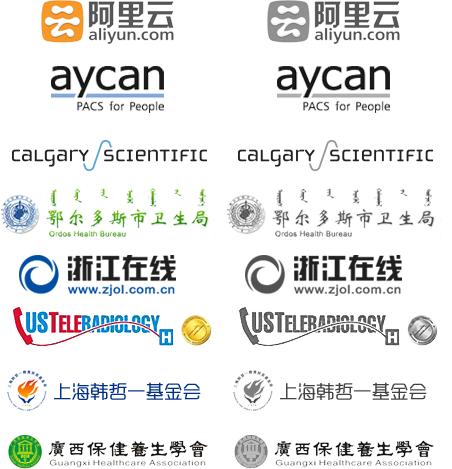 阿里云
aliyun.com
阿里云
aliyun.com
aycan
PACS for People
aycan
PACS for People
CALGARY SCIENTIFIC
CALGARY SCIENTIFIC
鄂尔多斯市卫生局
Ordos Health Bureau
鄂尔多斯市卫生局
Ordos Health Bureau
浙江在线
www.zjol.com.cn
浙江在线
www.zjol.com.cn
USTELERADIOLOGY H
USTELERADIOLOGY H
上海韩哲一基金会
上海韩哲一基金会
廣西保健養生學會
Guangxi Healthcare Association
廣西保健養生學會
Guangxi Healthcare Association